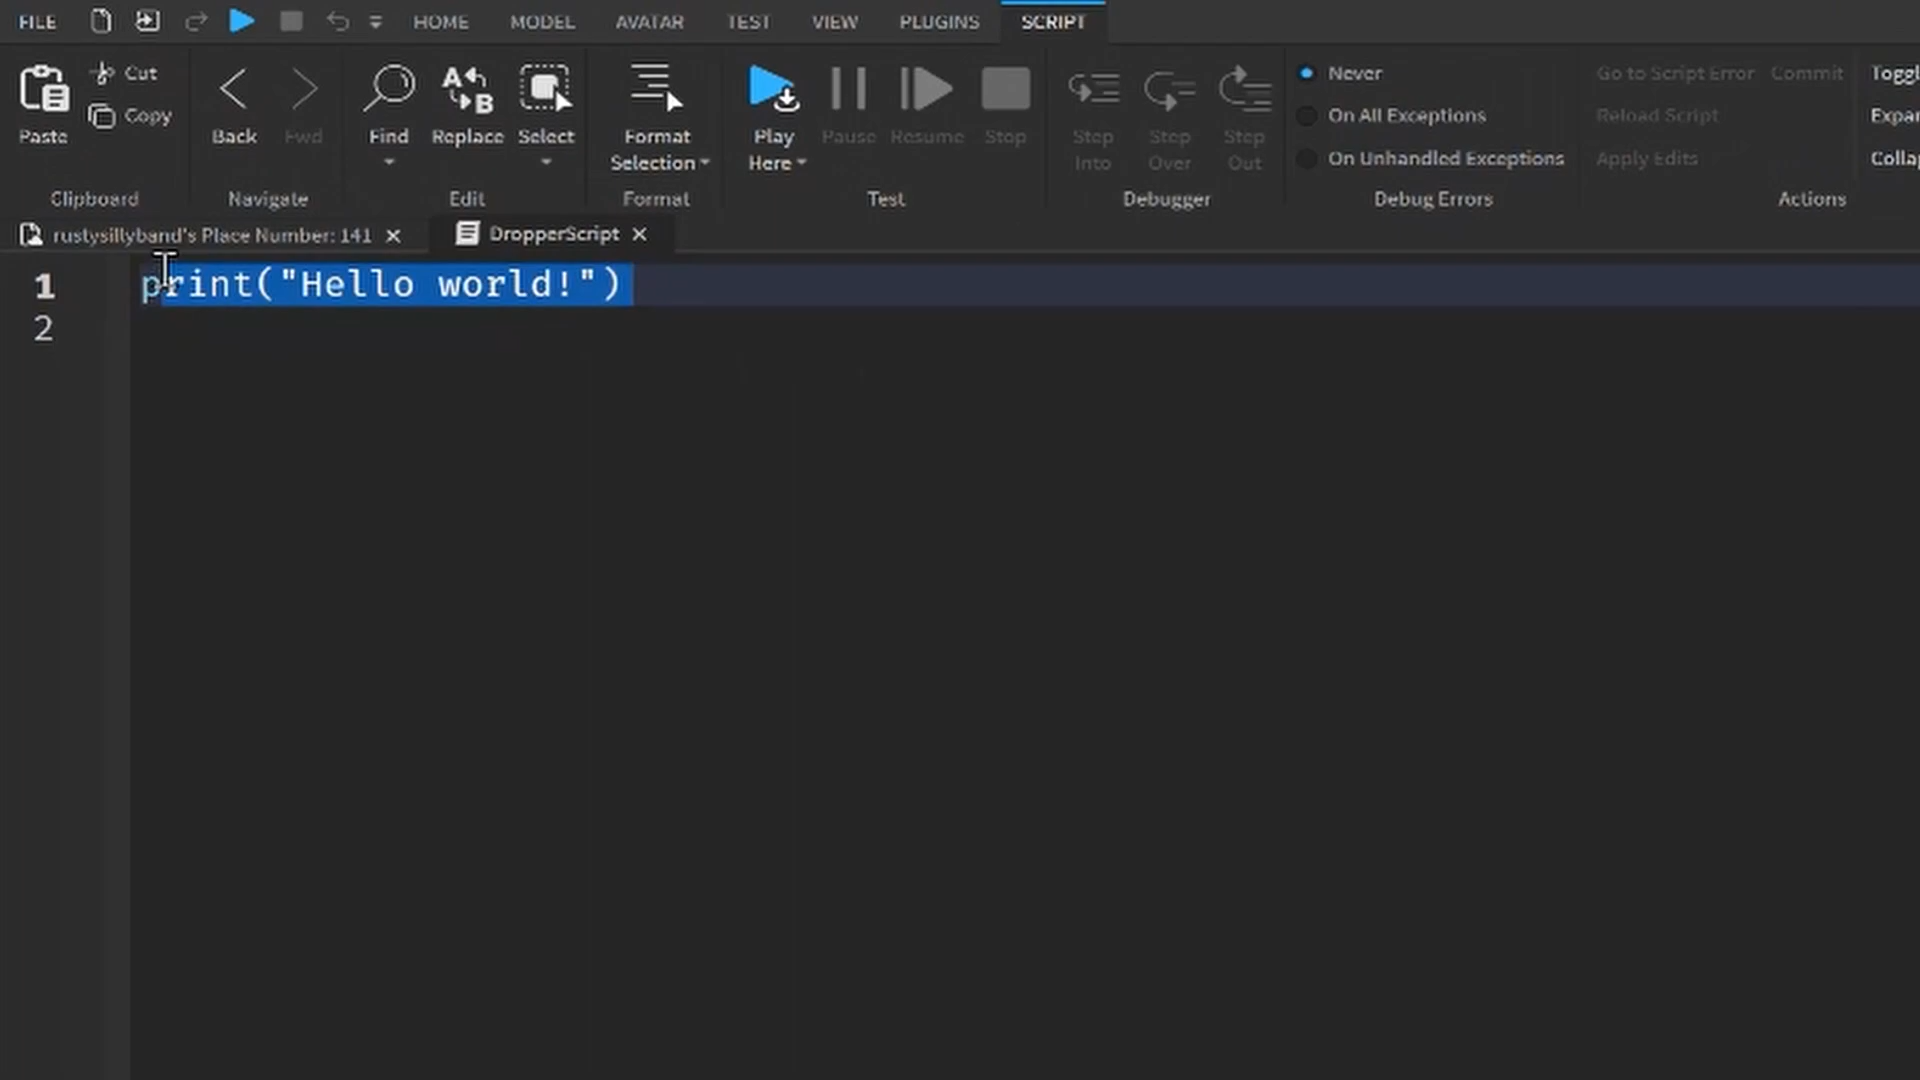 FILE HOME MODEL AVATAR TEST VIEW PLUGINS SCRIPT
Paste Cut Copy Back Fwd Find Replace Select Format Selection Play Here Pause Resume Stop Step Into Step Over Step Out Never On All Exceptions On Unhandled Exceptions Go to Script Error Commit Reload Script Apply Edits
Clipboard Navigate Edit Format Test Debugger Debug Errors Actions
rustysillyband's Place Number: 141 DropperScript
1 print("Hello world!")
2